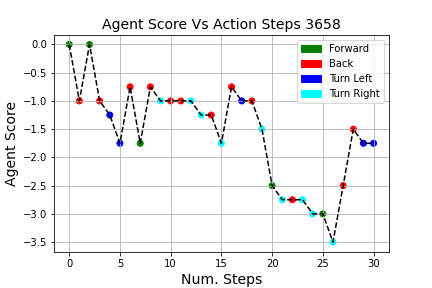 Agent Score Vs Action Steps 3658
Forward
Back
Turn Left
Turn Right
Agent Score
0.0
−0.5
−1.0
−1.5
−2.0
−2.5
−3.0
−3.5
0 5 10 15 20 25 30
Num. Steps